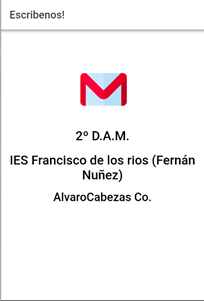 Escribenos!
2º D.A.M.
IES Francisco de los rios (Fernán
Nuñez)
AlvaroCabezas Co.